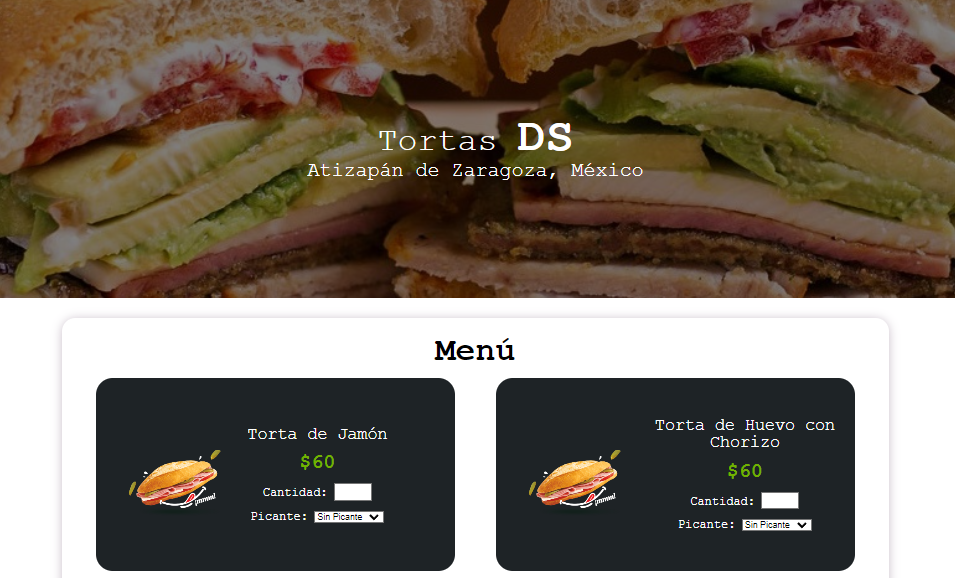 Tortas DS
Atizapán de Zaragoza, México
Menú
Torta de Jamón
$60
Cantidad:
Picante: Sin Picante
Torta de Huevo con
Chorizo
$60
Cantidad:
Picante: Sin Picante